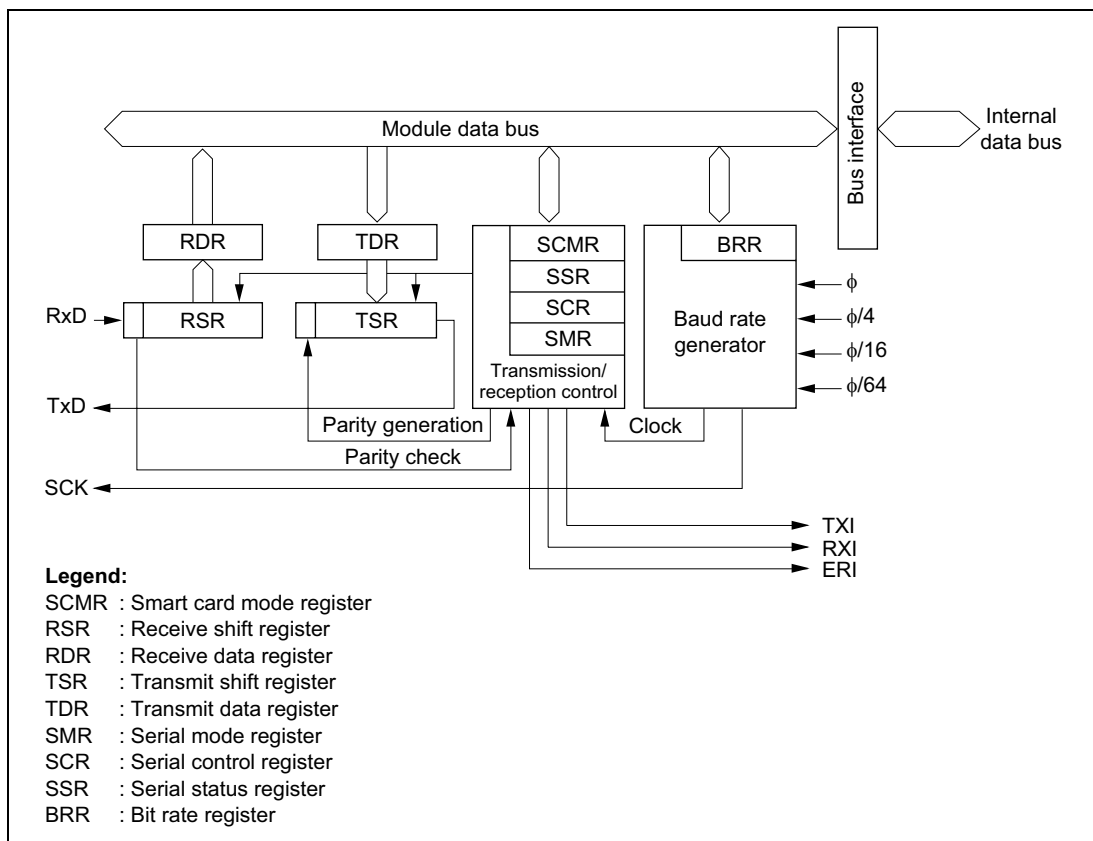 Module data bus
Bus interface
Internal
data bus
RDR
TDR
SCMR
SSR
SCR
SMR
Transmission/
reception control
BRR
Baud rate
generator
ϕ
ϕ/4
ϕ/16
ϕ/64
RxD
RSR
TSR
TxD
Parity generation
Parity check
Clock
SCK
TXI
RXI
ERI
Legend:
SCMR : Smart card mode register
RSR : Receive shift register
RDR : Receive data register
TSR : Transmit shift register
TDR : Transmit data register
SMR : Serial mode register
SCR : Serial control register
SSR : Serial status register
BRR : Bit rate register